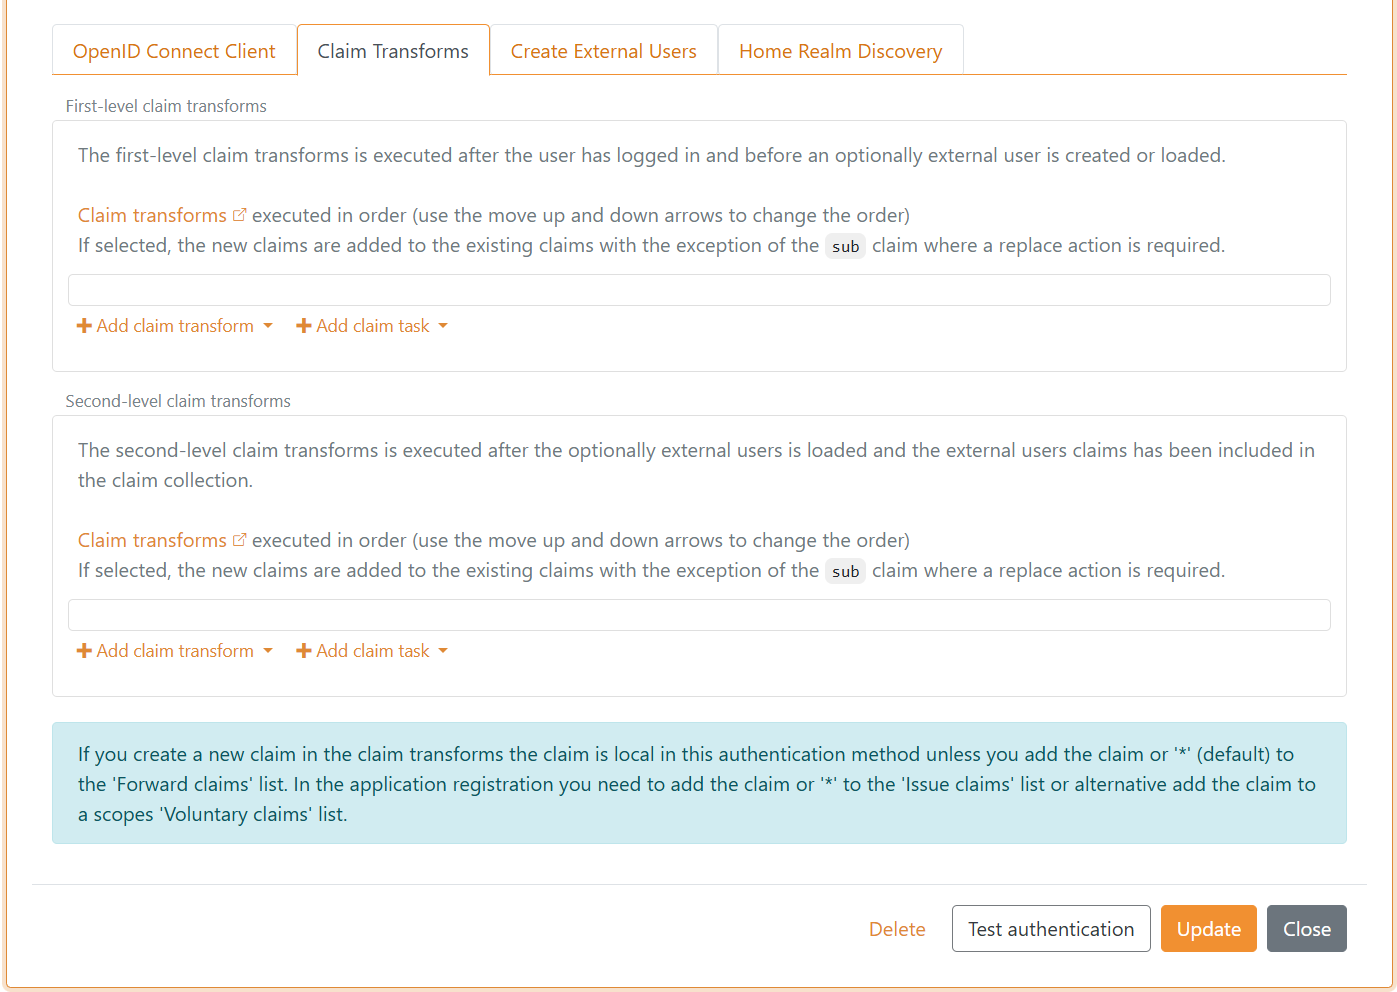 OpenID Connect Client
Claim Transforms
Create External Users
Home Realm Discovery
First-level claim transforms
The first-level claim transforms is executed after the user has logged in and before an optionally external user is created or loaded.
Claim transforms executed in order (use the move up and down arrows to change the order)
If selected, the new claims are added to the existing claims with the exception of the sub claim where a replace action is required.
Add claim transform
Add claim task
Second-level claim transforms
The second-level claim transforms is executed after the optionally external users is loaded and the external users claims has been included in
the claim collection.
Claim transforms executed in order (use the move up and down arrows to change the order)
If selected, the new claims are added to the existing claims with the exception of the sub claim where a replace action is required.
Add claim transform
Add claim task
If you create a new claim in the claim transforms the claim is local in this authentication method unless you add the claim or '*' (default) to
the 'Forward claims' list. In the application registration you need to add the claim or '*' to the 'Issue claims' list or alternative add the claim to
a scopes 'Voluntary claims' list.
Delete
Test authentication
Update
Close